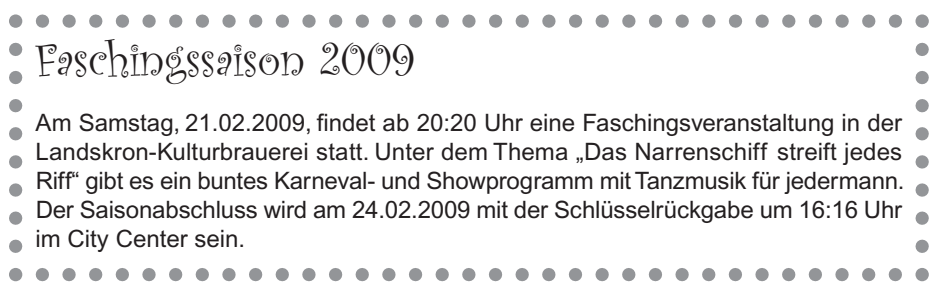 Faschingssaison 2009
Am Samstag, 21.02.2009, findet ab 20:20 Uhr eine Faschingsveranstaltung in der
Landskron-Kulturbrauerei statt. Unter dem Thema „Das Narrenschiff streift jedes
Riff“ gibt es ein buntes Karneval- und Showprogramm mit Tanzmusik für jedermann.
Der Saisonabschluss wird am 24.02.2009 mit der Schlüsselrückgabe um 16:16 Uhr
im City Center sein.